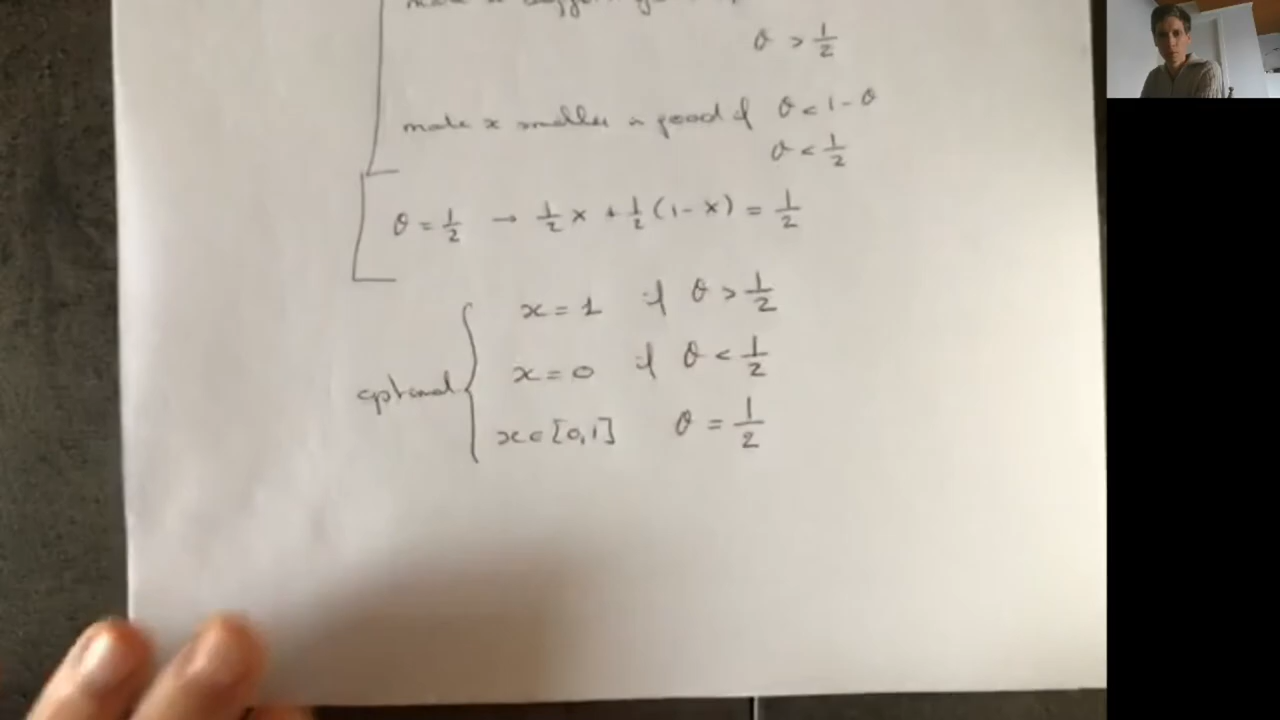 make x
θ > 1/2
make x smaller is good if θ < 1 - θ
θ < 1/2
θ = 1/2 → 1/2 x + 1/2 (1 - x) = 1/2
x = 1 if θ > 1/2
optimal { x = 0 if θ < 1/2
x ∈ [0,1] θ = 1/2